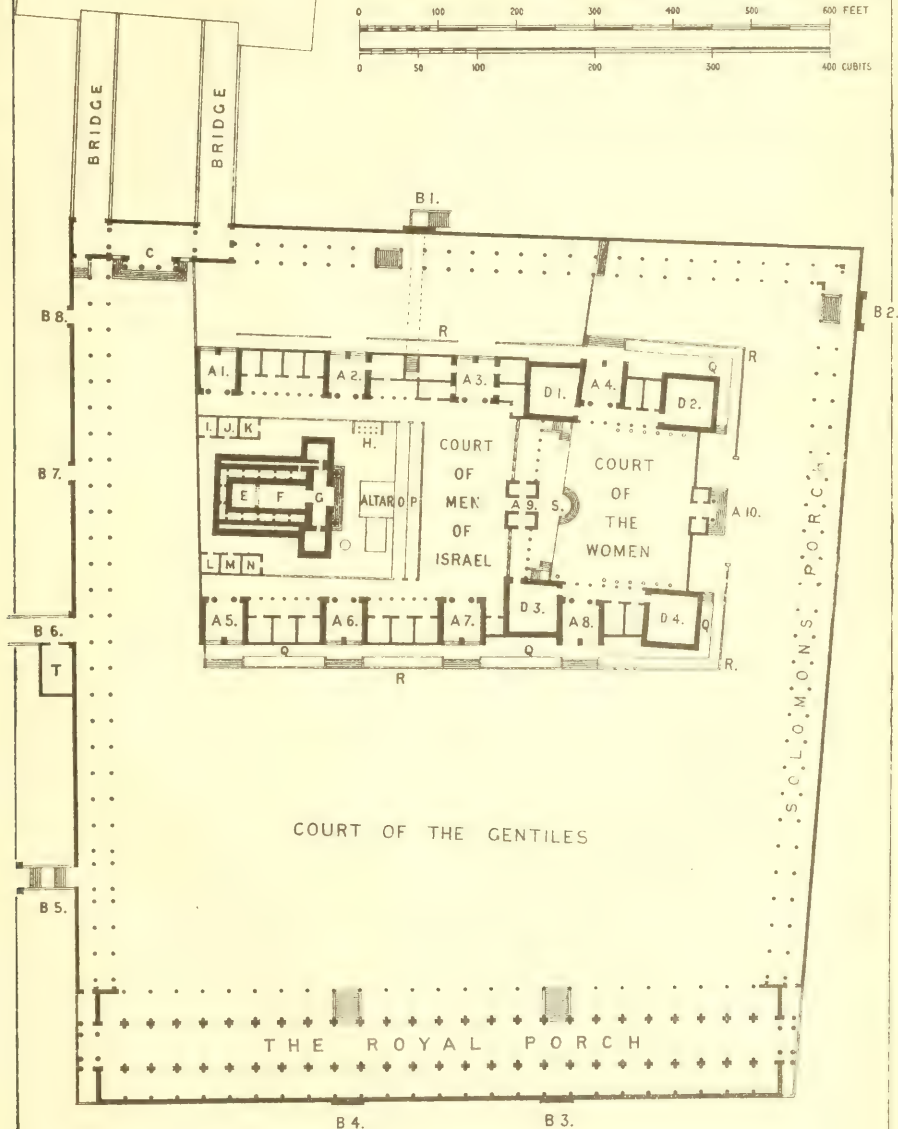 0 100 200 300 400 500 600 FEET
0 50 100 200 300 400 CUBITS
BRIDGE
BRIDGE
B 1.
C
B 8.
B 2.
R
R
A 1.
A 2.
A 3.
D 1.
A 4.
Q
D 2.
I. J. K
H.
COURT
OF
MEN
OF
ISRAEL
COURT
OF
THE
WOMEN
B 7.
E F G
ALTAR O P
A 9.
S.
A 10.
L M N
SOLOMONS PORCH
B 6.
T
A 5.
A 6.
A 7.
D 3.
A 8.
D 4.
Q
Q
Q
R
R.
COURT OF THE GENTILES
B 5.
THE ROYAL PORCH
B 4.
B 3.